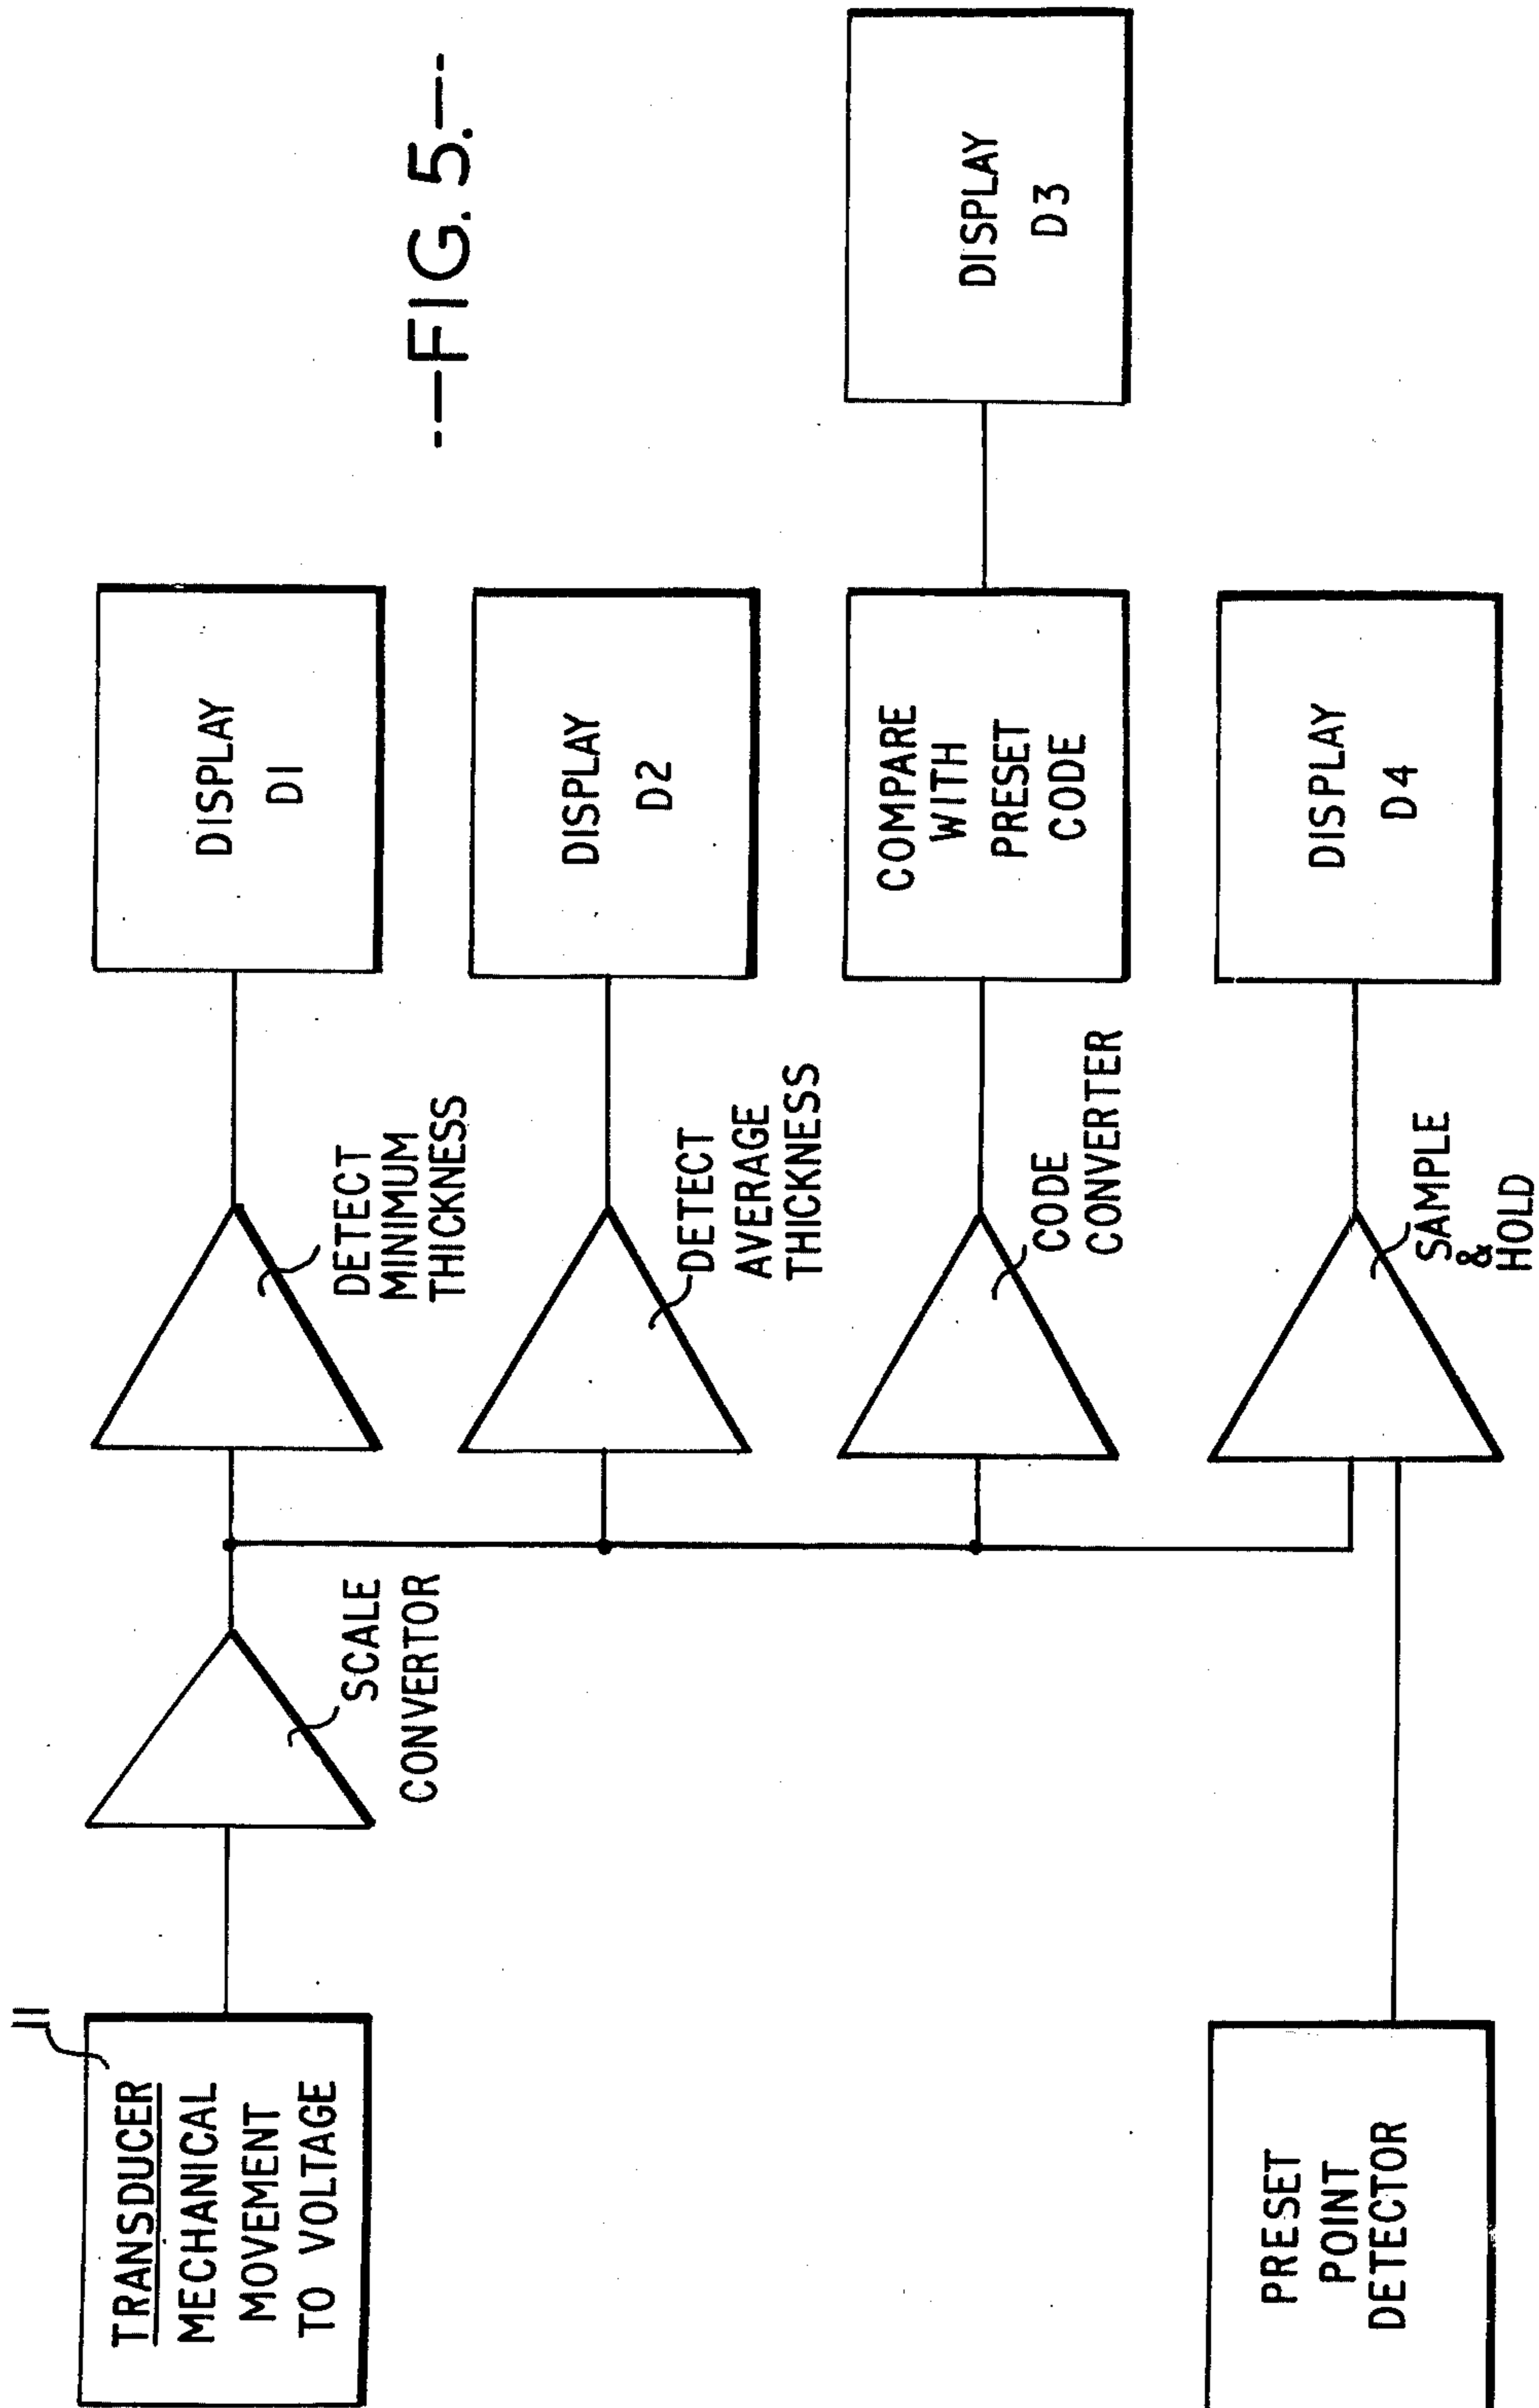 11
TRANSDUCER
MECHANICAL
MOVEMENT
TO VOLTAGE
SCALE
CONVERTOR
DETECT
MINIMUM
THICKNESS
DISPLAY
D1
--—FIG. 5.—--
DETECT
AVERAGE
THICKNESS
DISPLAY
D2
CODE
CONVERTER
COMPARE
WITH
PRESET
CODE
DISPLAY
D3
PRESET
POINT
DETECTOR
SAMPLE
&
HOLD
DISPLAY
D4